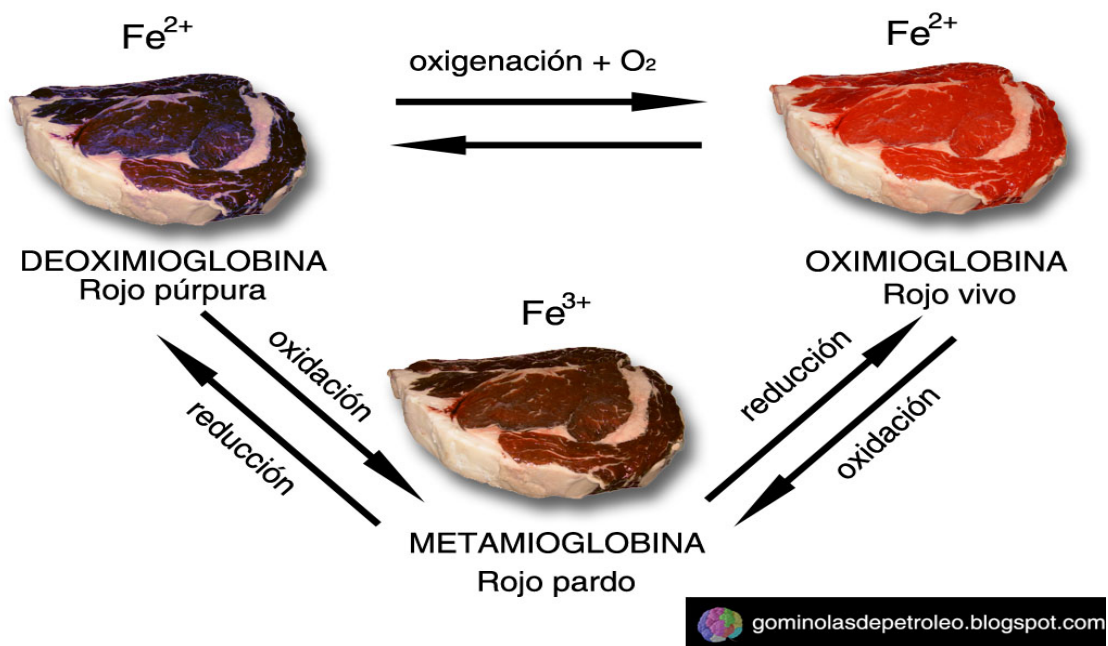 Fe2+
Fe2+
oxigenación + O2
DEOXIMIOGLOBINA
Rojo púrpura
OXIMIOGLOBINA
Rojo vivo
Fe3+
oxidación
reducción
reducción
oxidación
METAMIOGLOBINA
Rojo pardo
gominolasdepetroleo.blogspot.com